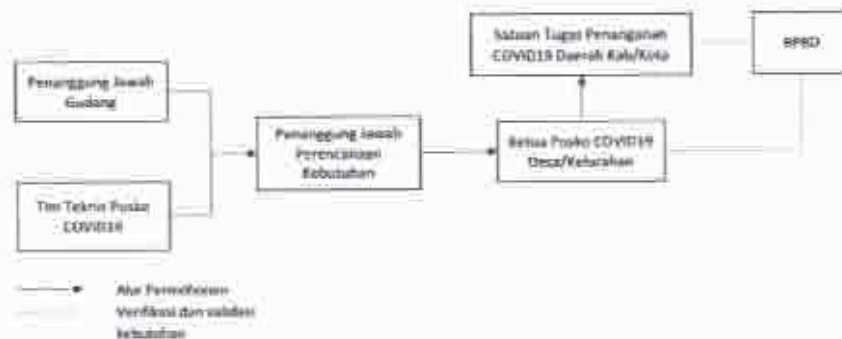 Satuan Tugas Penanganan
COVID19 Daerah Kab/Kota
BPBD
Penanggung Jawab
Gudang
Penanggung Jawab
Perencanaan
Kebutuhan
Ketua Posko COVID19
Desa/Kelurahan
Tim Teknis Posko
COVID19
Alur Permohonan
Verifikasi dan validasi
kebutuhan